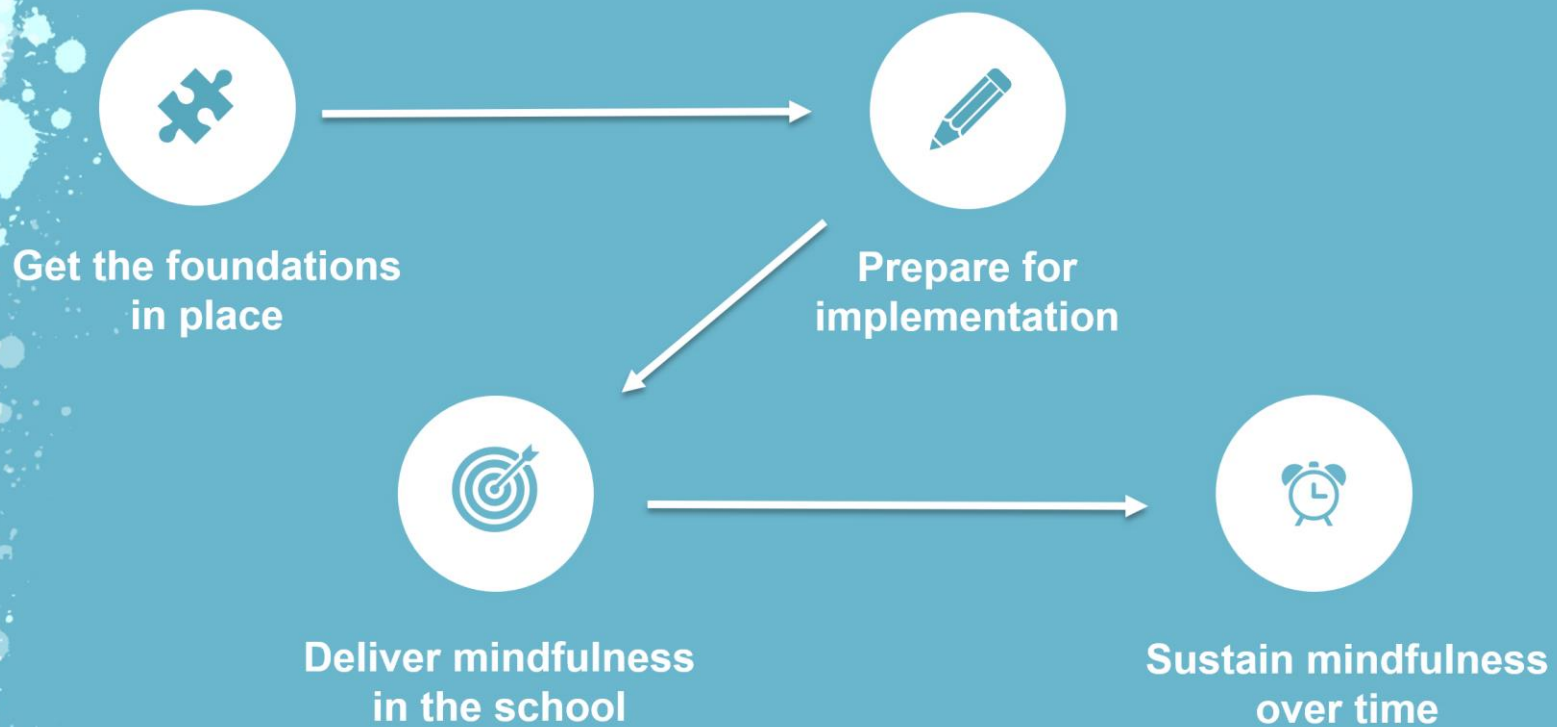 Get the foundations
in place
Prepare for
implementation
Deliver mindfulness
in the school
Sustain mindfulness
over time